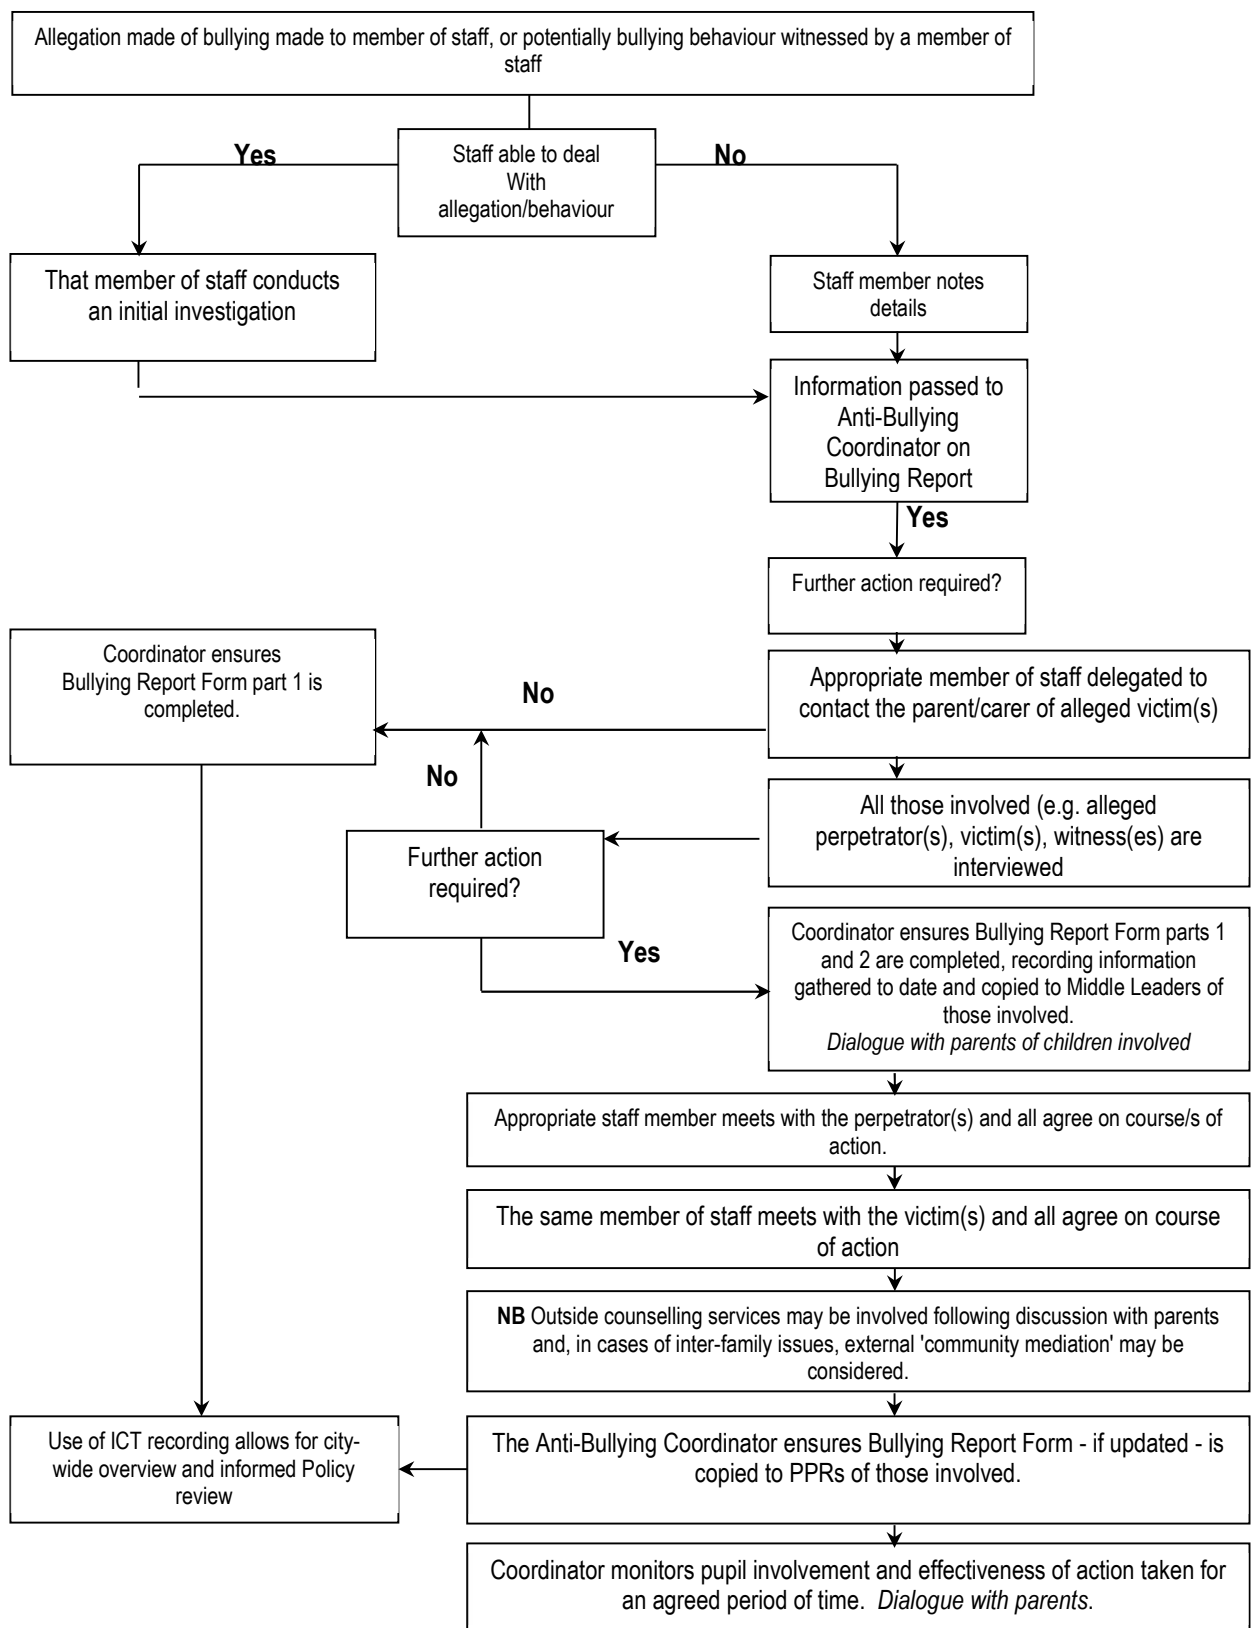 Allegation made of bullying made to member of staff, or potentially bullying behaviour witnessed by a member of
staff
Yes
Staff able to deal
With
allegation/behaviour
No
That member of staff conducts
an initial investigation
Staff member notes
details
Information passed to
Anti-Bullying
Coordinator on
Bullying Report
Yes
Further action required?
Coordinator ensures
Bullying Report Form part 1 is
completed.
No
Appropriate member of staff delegated to
contact the parent/carer of alleged victim(s)
No
All those involved (e.g. alleged
perpetrator(s), victim(s), witness(es) are
interviewed
Further action
required?
Yes
Coordinator ensures Bullying Report Form parts 1
and 2 are completed, recording information
gathered to date and copied to Middle Leaders of
those involved.
Dialogue with parents of children involved
Appropriate staff member meets with the perpetrator(s) and all agree on course/s of
action.
The same member of staff meets with the victim(s) and all agree on course
of action
NB Outside counselling services may be involved following discussion with parents
and, in cases of inter-family issues, external 'community mediation' may be
considered.
Use of ICT recording allows for city-
wide overview and informed Policy
review
The Anti-Bullying Coordinator ensures Bullying Report Form - if updated - is
copied to PPRs of those involved.
Coordinator monitors pupil involvement and effectiveness of action taken for
an agreed period of time. Dialogue with parents.